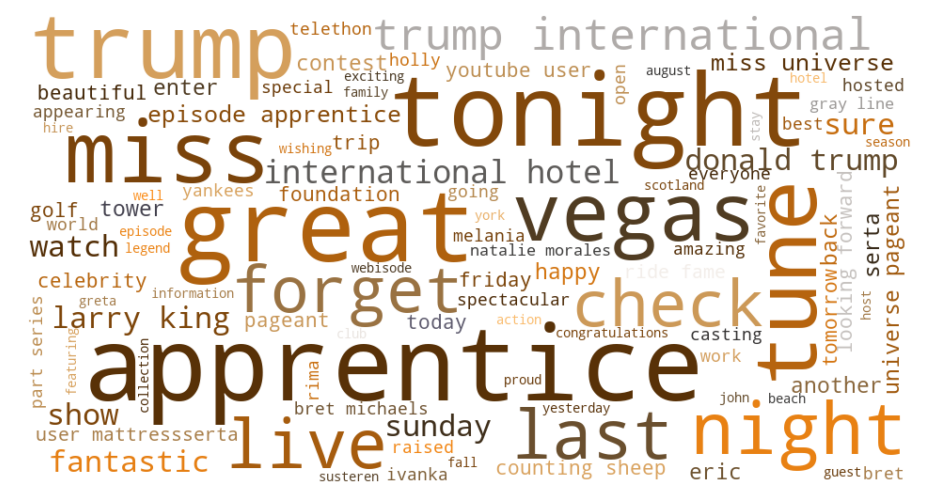 trump
telethon
trump international
contest
holly
exciting
family
youtube user
open
august
miss universe
hotel
hosted
beautiful
enter
special
appearing
hire
episode apprentice
tonight
stay
gray line
best
sure
season
miss
wishing
trip
international hotel
donald trump
everyone
scotland
well
yankees
foundation
going
golf
tower
world
episode
legend
great
york
vegas
favorite
tune
melania
natalie morales
amazing
watch
tomorrow
back
looking forward
serta
universe pageant
webisode
celebrity
information
forget
friday
happy
ride fame
spectacular
check
host
part series
greta
larry king
pageant
club
today
action
congratulations
casting
featuring
collection
apprentice
rima
proud
work
another
show
bret michaels
yesterday
john
beach
user mattressserta
live
sunday
last
night
raised
fantastic
susteren
ivanka
fall
counting sheep
eric
guest
bret